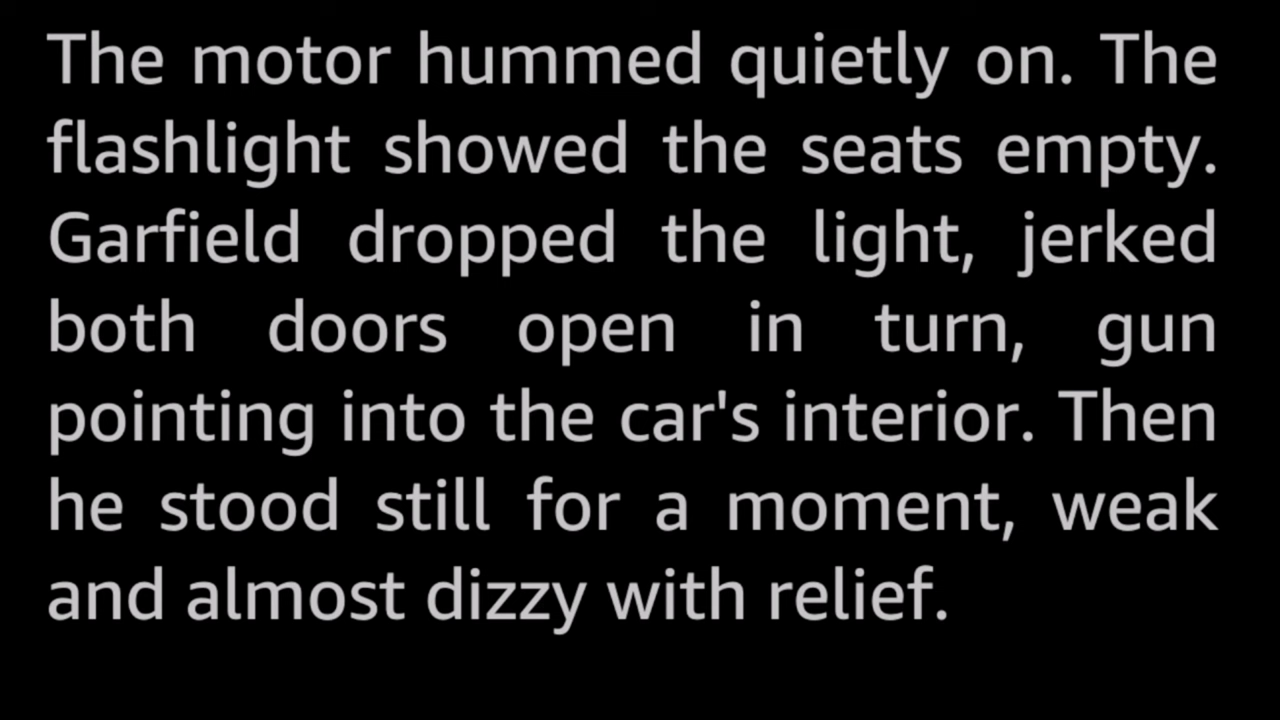 The motor hummed quietly on. The
flashlight showed the seats empty.
Garfield dropped the light, jerked
both doors open in turn, gun
pointing into the car's interior. Then
he stood still for a moment, weak
and almost dizzy with relief.